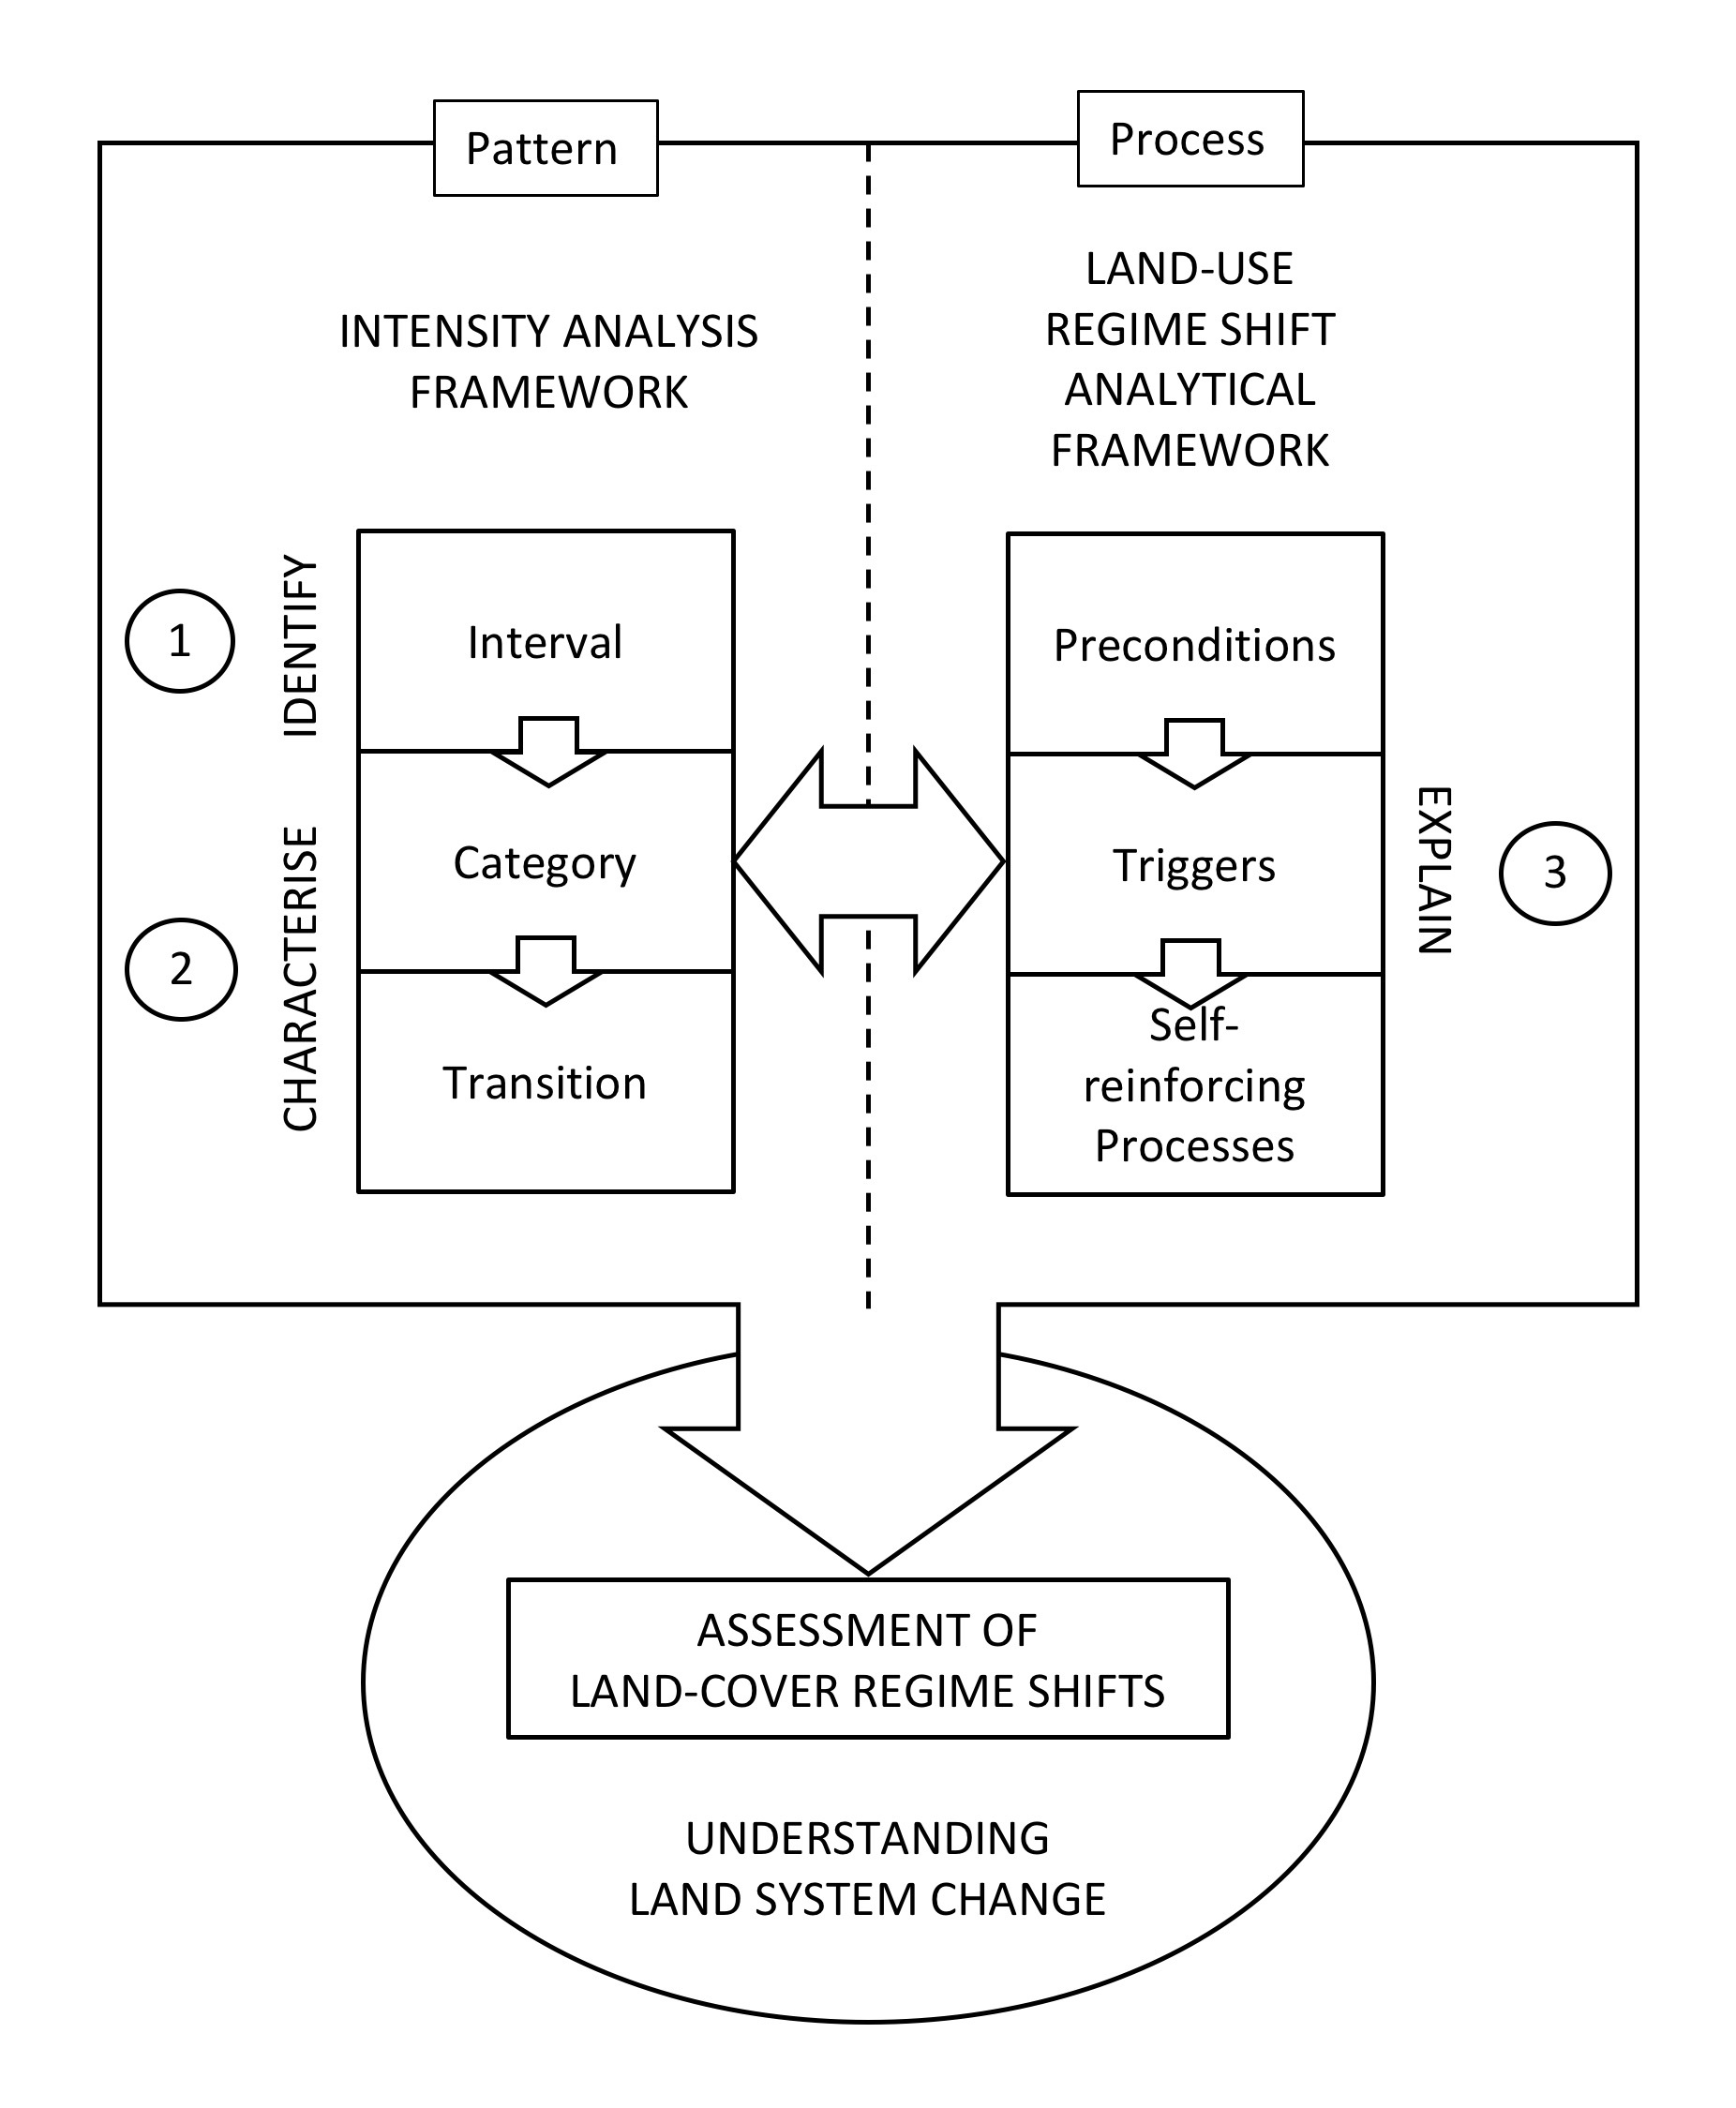 Pattern
Process
INTENSITY ANALYSIS
FRAMEWORK
LAND-USE
REGIME SHIFT
ANALYTICAL
FRAMEWORK
1
IDENTIFY
Interval
2
CHARACTERISE
Category
Transition
Preconditions
Triggers
Self-
reinforcing
Processes
EXPLAIN
3
ASSESSMENT OF
LAND-COVER REGIME SHIFTS
UNDERSTANDING
LAND SYSTEM CHANGE